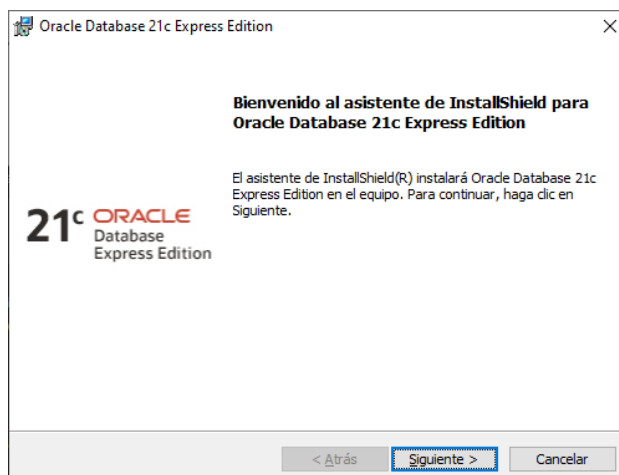 Oracle Database 21c Express Edition
Bienvenido al asistente de InstallShield para
Oracle Database 21c Express Edition
El asistente de InstallShield(R) instalará Oracle Database 21c
Express Edition en el equipo. Para continuar, haga clic en
Siguiente.
21c ORACLE
Database
Express Edition
< Atrás Siguiente > Cancelar